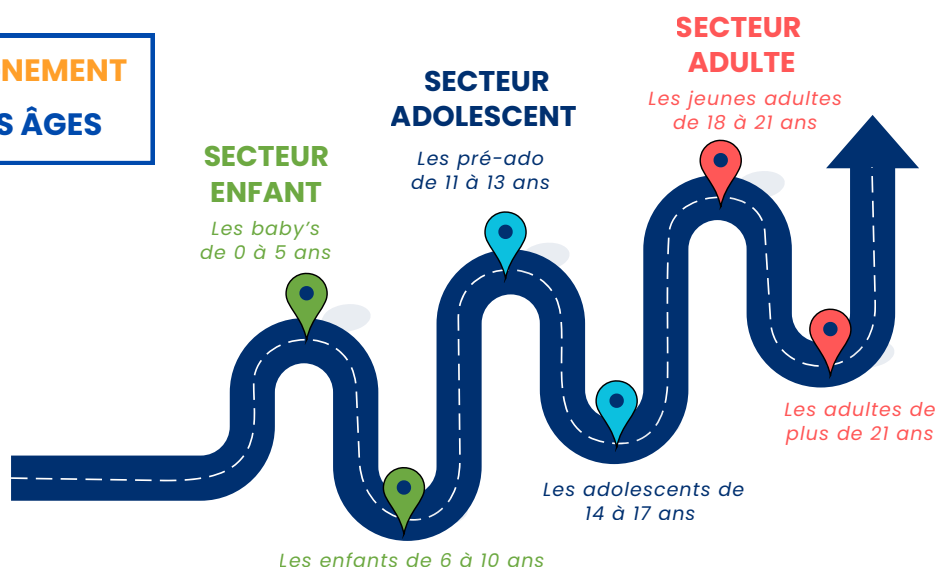 NEMENT
S ÂGES
SECTEUR
ENFANT
Les baby's
de 0 à 5 ans
Les enfants de 6 à 10 ans
SECTEUR
ADOLESCENT
Les pré-ado
de 11 à 13 ans
Les adolescents de
14 à 17 ans
SECTEUR
ADULTE
Les jeunes adultes
de 18 à 21 ans
Les adultes de
plus de 21 ans